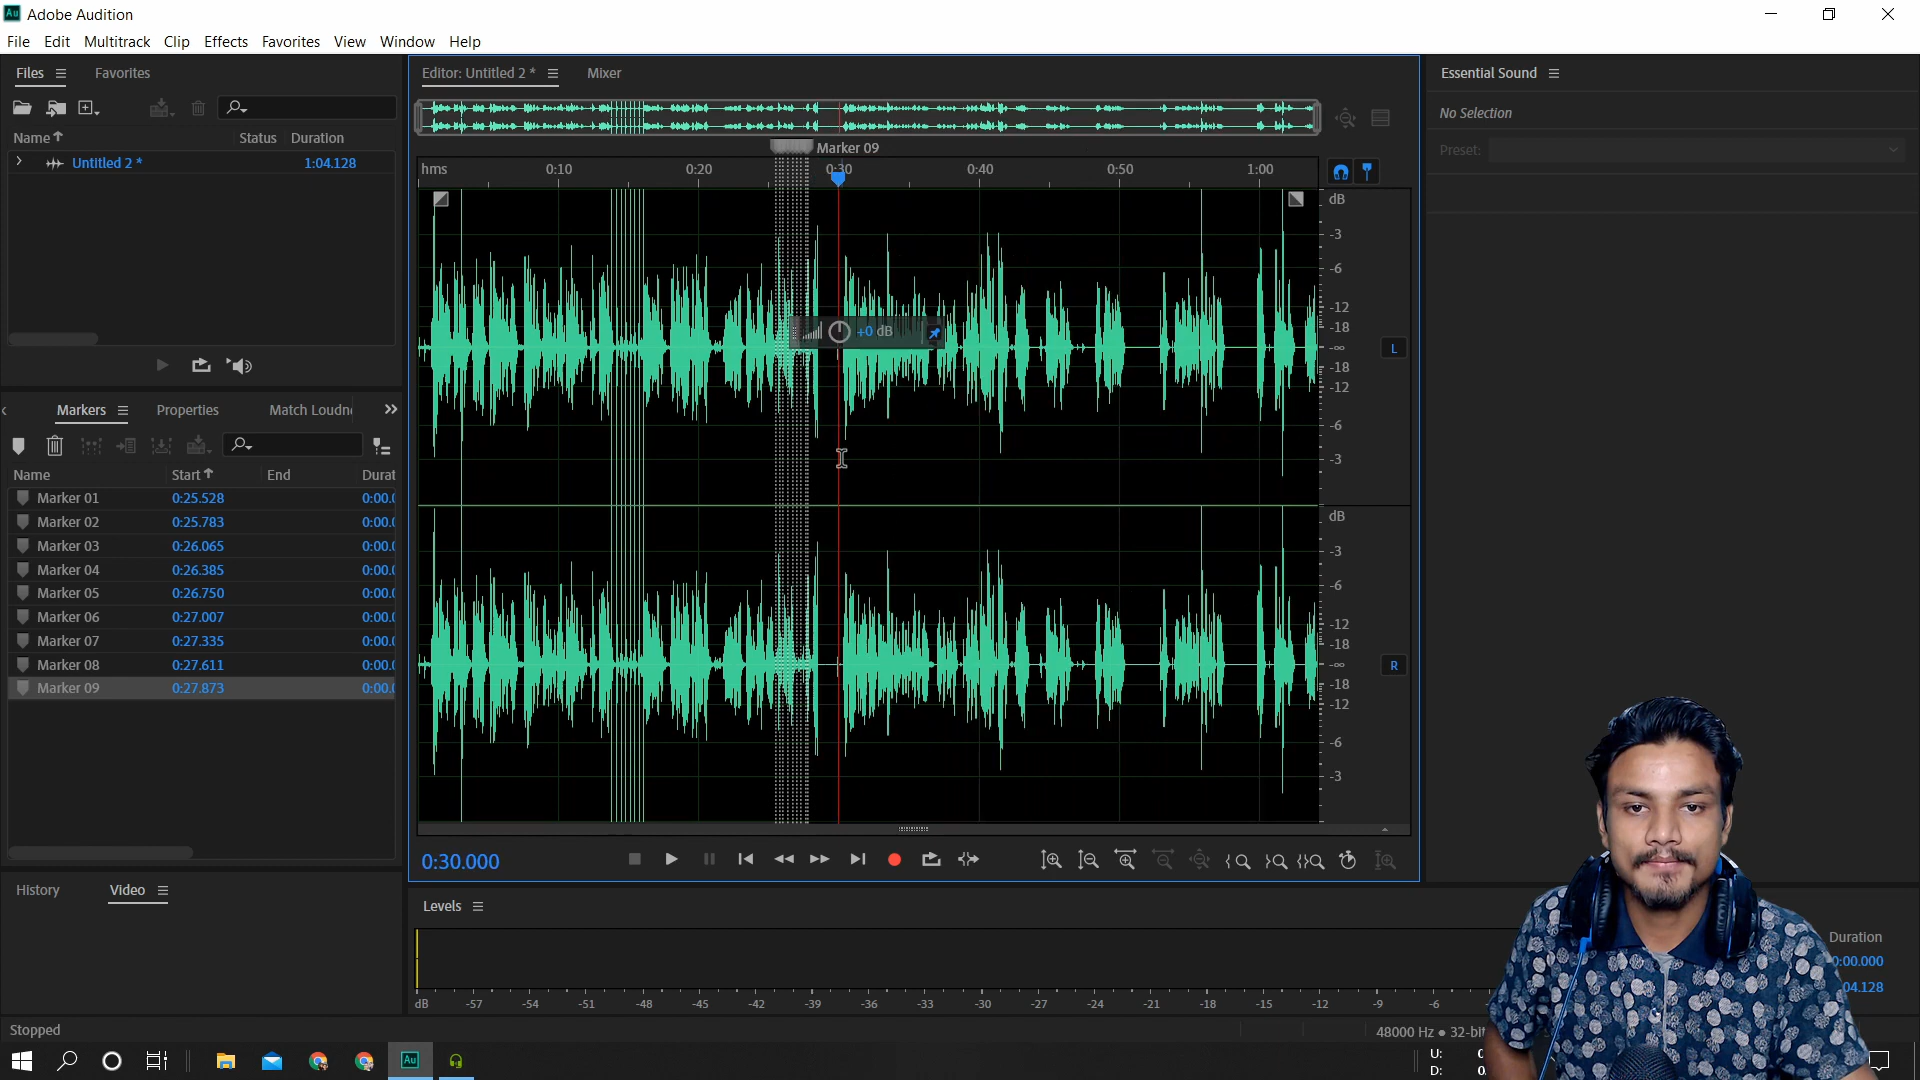 Au Adobe Audition
File Edit Multitrack Clip Effects Favorites View Window Help
Files Favorites
Name Status Duration
Untitled 2 * 1:04.128
Markers Properties Match Loudn
Name Start End Durat
Marker 01 0:25.528 0:00.0
Marker 02 0:25.783 0:00.0
Marker 03 0:26.065 0:00.0
Marker 04 0:26.385 0:00.0
Marker 05 0:26.750 0:00.0
Marker 06 0:27.007 0:00.0
Marker 07 0:27.335 0:00.0
Marker 08 0:27.611 0:00.0
Marker 09 0:27.873 0:00.0
History Video
Editor: Untitled 2 * Mixer
Marker 09
hms 0:10 0:20 0:30 0:40 0:50 1:00
dB
-3
-6
-12
-18
-∞
-18
-12
-6
-3
L
+0 dB
dB
-3
-6
-12
-18
-∞
-18
-12
-6
-3
R
0:30.000
Levels
dB -57 -54 -51 -48 -45 -42 -39 -36 -33 -30 -27 -24 -21 -18 -15 -12 -9 -6
Essential Sound
No Selection
Preset:
Duration
0:00.000
04.128
Stopped
48000 Hz • 32-bit
Au
U: 0
D: 0